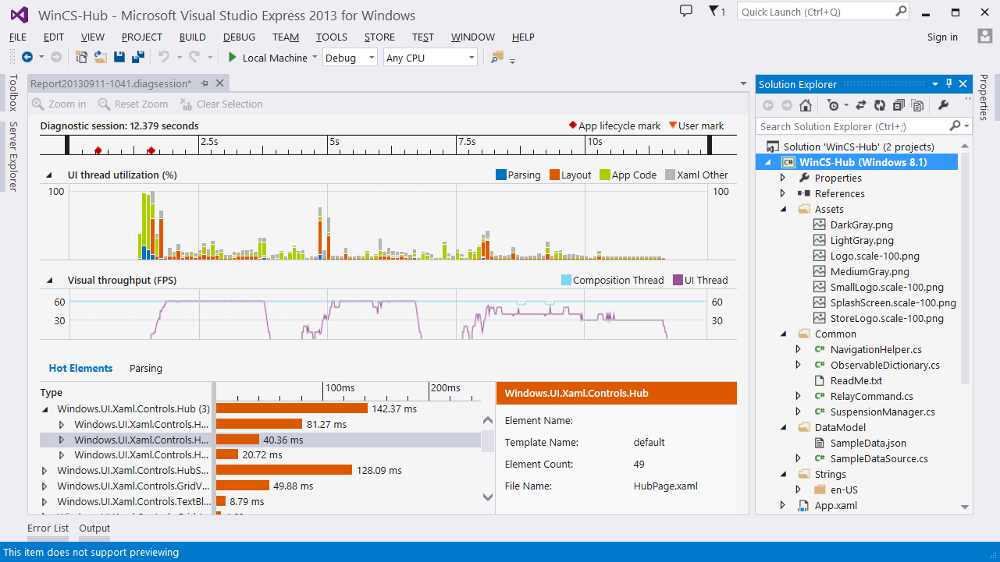 WinCS-Hub - Microsoft Visual Studio Express 2013 for Windows
1
Quick Launch (Ctrl+Q)
FILE EDIT VIEW PROJECT BUILD DEBUG TEAM TOOLS STORE TEST WINDOW HELP
Sign in
Local Machine Debug Any CPU
Toolbox
Server Explorer
Report20130911-1041.diagsession*
Zoom in Reset Zoom Clear Selection
Diagnostic session: 12.379 seconds
App lifecycle mark User mark
2.5s 5s 7.5s 10s
UI thread utilization (%)
Parsing Layout App Code Xaml Other
100 100
Visual throughput (FPS)
Composition Thread UI Thread
60 60
30 30
Hot Elements Parsing
Type 100ms 200ms
Windows.UI.Xaml.Controls.Hub (3) 142.37 ms
Windows.UI.Xaml.Controls.H... 81.27 ms
Windows.UI.Xaml.Controls.H... 40.36 ms
Windows.UI.Xaml.Controls.H... 20.72 ms
Windows.UI.Xaml.Controls.HubS... 128.09 ms
Windows.UI.Xaml.Controls.GridV... 49.88 ms
Windows.UI.Xaml.Controls.TextBl... 8.79 ms
Windows.UI.Xaml.Controls.Hub
Element Name:
Template Name: default
Element Count: 49
File Name: HubPage.xaml
Solution Explorer
Search Solution Explorer (Ctrl+;)
Solution 'WinCS-Hub' (2 projects)
C# WinCS-Hub (Windows 8.1)
Properties
References
Assets
DarkGray.png
LightGray.png
Logo.scale-100.png
MediumGray.png
SmallLogo.scale-100.png
SplashScreen.scale-100.png
StoreLogo.scale-100.png
Common
C# NavigationHelper.cs
C# ObservableDictionary.cs
ReadMe.txt
C# RelayCommand.cs
C# SuspensionManager.cs
DataModel
SampleData.json
C# SampleDataSource.cs
Strings
en-US
App.xaml
Properties
Error List Output
This item does not support previewing